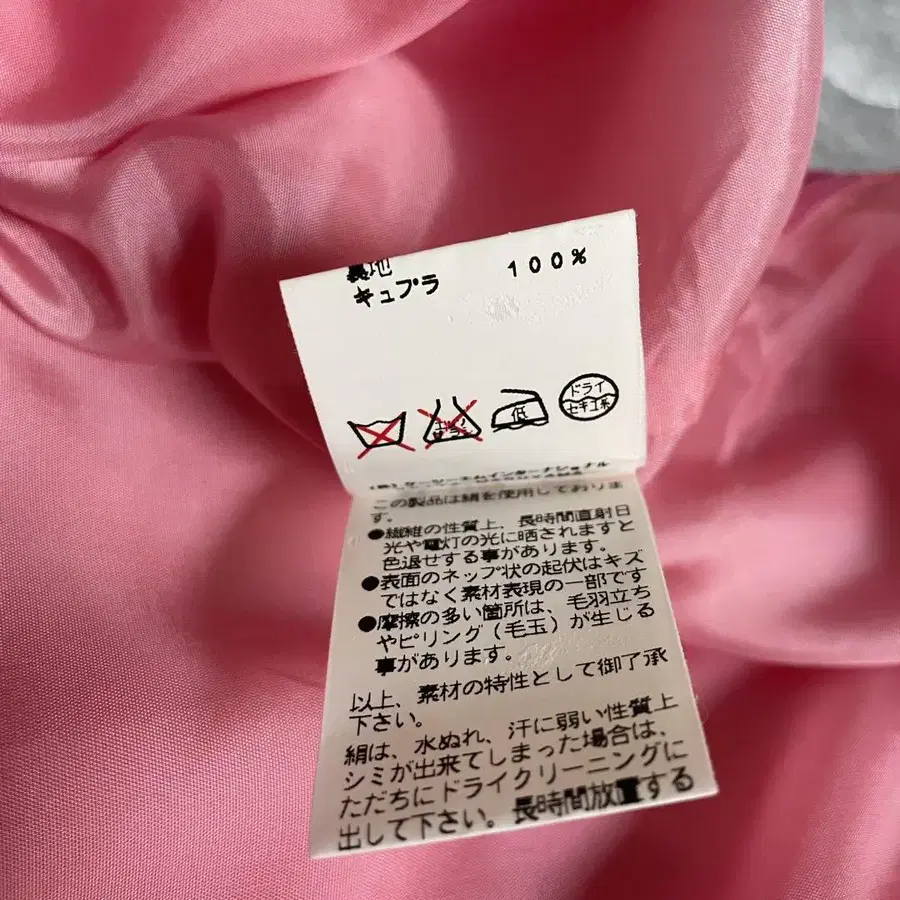 裏地 100%
キュプラ
低
ドライ
セキユ系
この製品は絹を使用しておりま
す。
●繊維の性質上、長時間直射日
光や電灯の光に晒されますと
色退せする事があります。
●表面のネップ状の起伏はキズ
ではなく素材表現の一部です
●摩擦の多い箇所は、毛羽立ち
やピリング(毛玉)が生じる
事があります。
以上、素材の特性として御了承
下さい。
絹は、水ぬれ、汗に弱い性質上
シミが出来てしまった場合は、
ただちにドライクリーニングに
出して下さい。長時間放置する